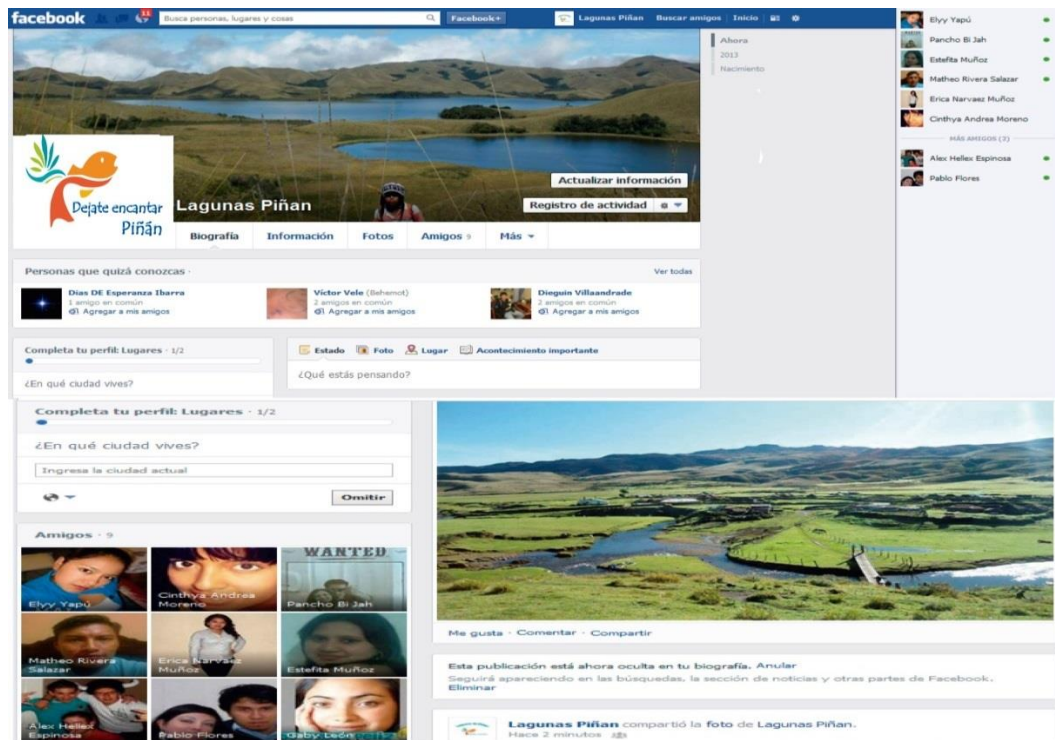 facebook
11
Busca personas, lugares y cosas
Facebook+
Lagunas Piñan Buscar amigos Inicio
Ahora
2013
Nacimiento
Elyy Yapú
Pancho Bi Jah
Estefita Muñoz
Matheo Rivera Salazar
Erica Narvaez Muñoz
Cinthya Andrea Moreno
MÁS AMIGOS (2)
Alex Hellex Espinosa
Pablo Flores
Dejate encantar
Piñán
Lagunas Piñan
Actualizar información
Registro de actividad
Biografía Información Fotos Amigos 9 Más
Personas que quizá conozcas · Ver todas
Dias DE Esperanza Ibarra
1 amigo en común
Agregar a mis amigos
Víctor Vele (Behemot)
2 amigos en común
Agregar a mis amigos
Dieguin Villaandrade
2 amigos en común
Agregar a mis amigos
Completa tu perfil: Lugares · 1/2
¿En qué ciudad vives?
Estado Foto Lugar Acontecimiento importante
¿Qué estás pensando?
Completa tu perfil: Lugares · 1/2
¿En qué ciudad vives?
Ingresa la ciudad actual
Omitir
Amigos · 9
Elyy Yapú
Cinthya Andrea
Moreno
WANTED
Pancho Bi Jah
Matheo Rivera
Salazar
Erica Narvaez
Muñoz
Estefita Muñoz
Alex Hellex
Espinosa
Pablo Flores
Gaby León
Me gusta · Comentar · Compartir
Esta publicación está ahora oculta en tu biografía. Anular
Seguirá apareciendo en las búsquedas, la sección de noticias y otras partes de Facebook.
Eliminar
Lagunas Piñan compartió la foto de Lagunas Piñan.
Hace 2 minutos